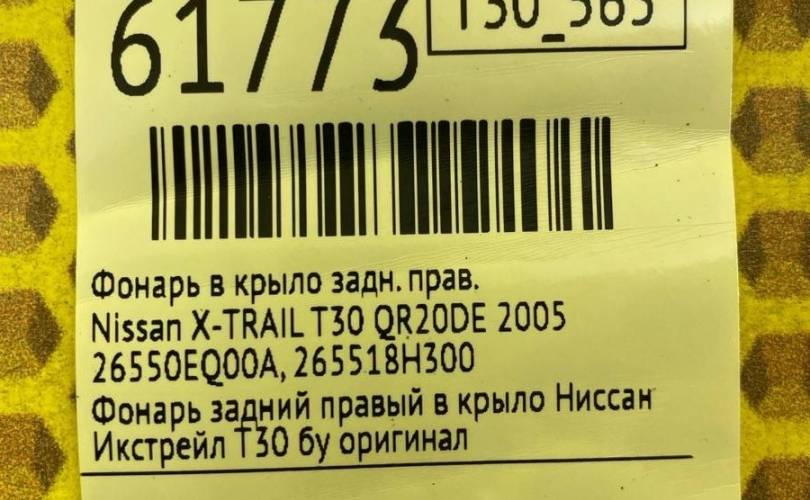 61773
T30_565
Фонарь в крыло задн. прав.
Nissan X-TRAIL T30 QR20DE 2005
26550EQ00A, 265518H300
Фонарь задний правый в крыло Ниссан
Икстрейл Т30 бу оригинал